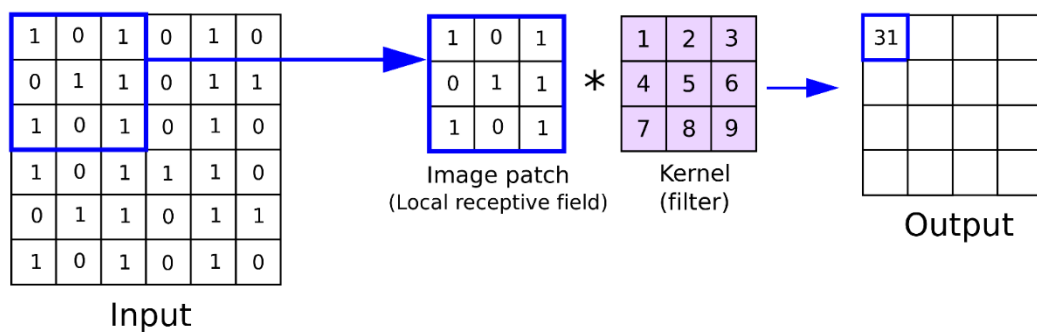 1 0 1 0 1 0
0 1 1 0 1 1
1 0 1 0 1 0
1 0 1 1 1 0
0 1 1 0 1 1
1 0 1 0 1 0
Input
1 0 1
0 1 1
1 0 1
Image patch
(Local receptive field)
*
1 2 3
4 5 6
7 8 9
Kernel
(filter)
31
Output